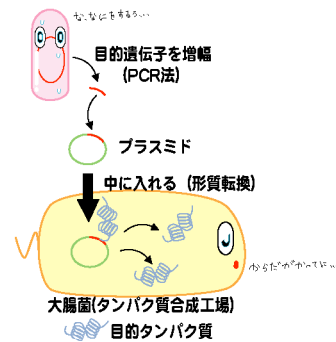 な、なにをするぅ...
目的遺伝子を増幅
(PCR法)
プラスミド
中に入れる (形質転換)
からだがかってに..
大腸菌(タンパク質合成工場)
目的タンパク質